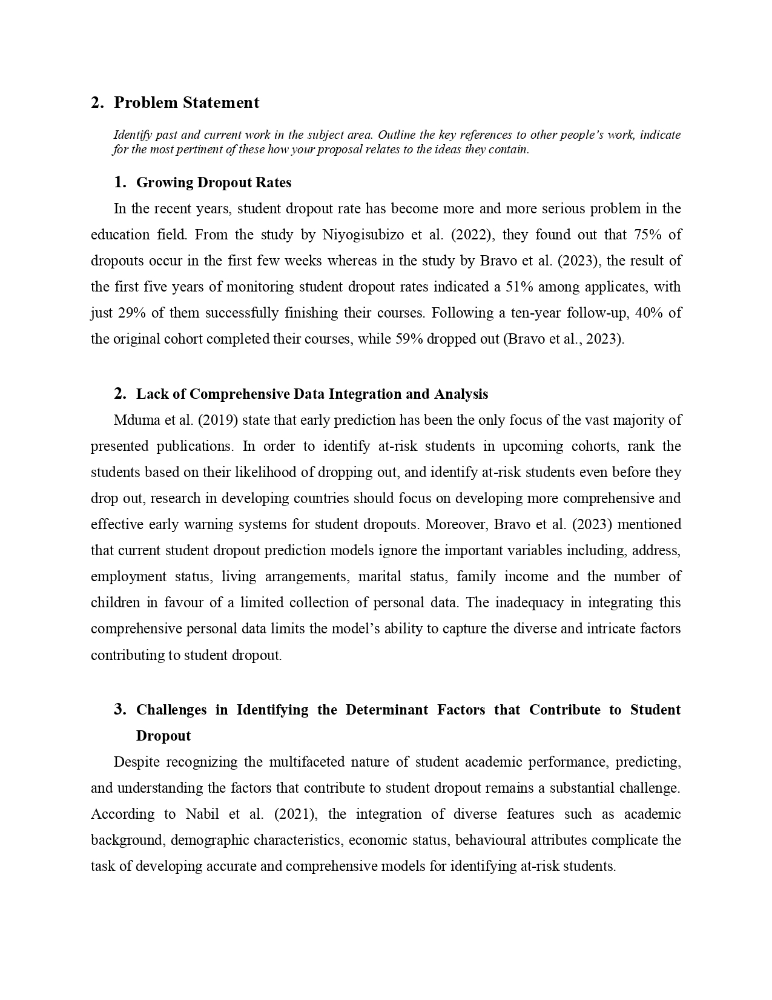 2. Problem Statement
Identify past and current work in the subject area. Outline the key references to other people’s work, indicate
for the most pertinent of these how your proposal relates to the ideas they contain.
1. Growing Dropout Rates
In the recent years, student dropout rate has become more and more serious problem in the
education field. From the study by Niyogisubizo et al. (2022), they found out that 75% of
dropouts occur in the first few weeks whereas in the study by Bravo et al. (2023), the result of
the first five years of monitoring student dropout rates indicated a 51% among applicates, with
just 29% of them successfully finishing their courses. Following a ten-year follow-up, 40% of
the original cohort completed their courses, while 59% dropped out (Bravo et al., 2023).
2. Lack of Comprehensive Data Integration and Analysis
Mduma et al. (2019) state that early prediction has been the only focus of the vast majority of
presented publications. In order to identify at-risk students in upcoming cohorts, rank the
students based on their likelihood of dropping out, and identify at-risk students even before they
drop out, research in developing countries should focus on developing more comprehensive and
effective early warning systems for student dropouts. Moreover, Bravo et al. (2023) mentioned
that current student dropout prediction models ignore the important variables including, address,
employment status, living arrangements, marital status, family income and the number of
children in favour of a limited collection of personal data. The inadequacy in integrating this
comprehensive personal data limits the model’s ability to capture the diverse and intricate factors
contributing to student dropout.
3. Challenges in Identifying the Determinant Factors that Contribute to Student
Dropout
Despite recognizing the multifaceted nature of student academic performance, predicting,
and understanding the factors that contribute to student dropout remains a substantial challenge.
According to Nabil et al. (2021), the integration of diverse features such as academic
background, demographic characteristics, economic status, behavioural attributes complicate the
task of developing accurate and comprehensive models for identifying at-risk students.